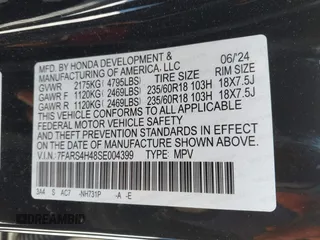 MFD. BY HONDA DEVELOPMENT & 06/24
MANUFACTURING OF AMERICA, LLC
GVWR 2175KG(4795LBS) TIRE SIZE RIM SIZE
GAWR F 1120KG(2469LBS) 235/60R18 103H 18X7.5J
GAWR R 1120KG(2469LBS) 235/60R18 103H 18X7.5J
THIS VEHICLE CONFORMS TO ALL APPLICABLE
FEDERAL MOTOR VEHICLE SAFETY, BUMPER, AND
THEFT PREVENTION STANDARDS IN EFFECT ON
THE DATE OF MANUFACTURE SHOWN ABOVE.
V.I.N. 7FARS4H48SE004399 TYPE: MPV
3A4 S AC7 -NH731P -A -E
DREAMBID